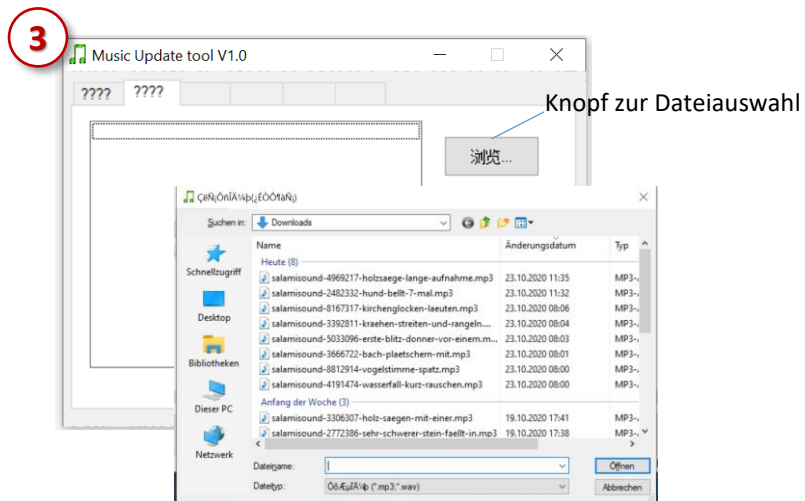 3
Music Update tool V1.0
???? ????
Knopf zur Dateiauswahl
浏览...
ÇëÑ¡ÔñÎÄ¼þ(¿ÉÒÔ¶àÑ¡)
Suchen in: Downloads
Name Änderungsdatum Typ
Heute (8)
salamisound-4969217-holzsaege-lange-aufnahme.mp3 23.10.2020 11:35 MP3-
salamisound-2482332-hund-bellt-7-mal.mp3 23.10.2020 11:32 MP3-
salamisound-8167317-kirchenglocken-laeuten.mp3 23.10.2020 08:06 MP3-
salamisound-3392811-kraehen-streiten-und-rangeln.... 23.10.2020 08:04 MP3-
salamisound-5033096-erste-blitz-donner-vor-einem.m... 23.10.2020 08:03 MP3-
salamisound-3666722-bach-plaetschern-mit.mp3 23.10.2020 08:01 MP3-
salamisound-8812914-vogelstimme-spatz.mp3 23.10.2020 08:00 MP3-
salamisound-4191474-wasserfall-kurz-rauschen.mp3 23.10.2020 08:00 MP3-
Anfang der Woche (3)
salamisound-3306307-holz-saegen-mit-einer.mp3 19.10.2020 17:41 MP3-
salamisound-2772386-sehr-schwerer-stein-faellt-in.mp3 19.10.2020 17:38 MP3-
Schnellzugriff
Desktop
Bibliotheken
Dieser PC
Netzwerk
Dateiname: Öffnen
Dateityp: ÒôÆµÎÄ¼þ (*.mp3;*.wav) Abbrechen